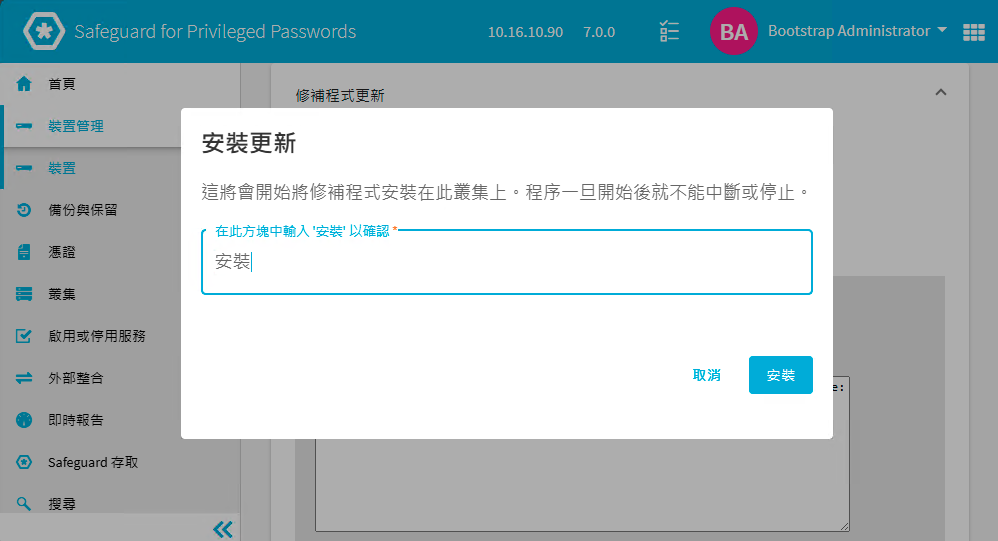 Safeguard for Privileged Passwords
10.16.10.90 7.0.0
BA Bootstrap Administrator
首頁
裝置管理
裝置
備份與保留
憑證
叢集
啟用或停用服務
外部整合
即時報告
Safeguard 存取
搜尋
修補程式更新
安裝更新
這將會開始將修補程式安裝在此叢集上。程序一旦開始後就不能中斷或停止。
在此方塊中輸入 '安裝' 以確認 *
安裝
取消 安裝
e: